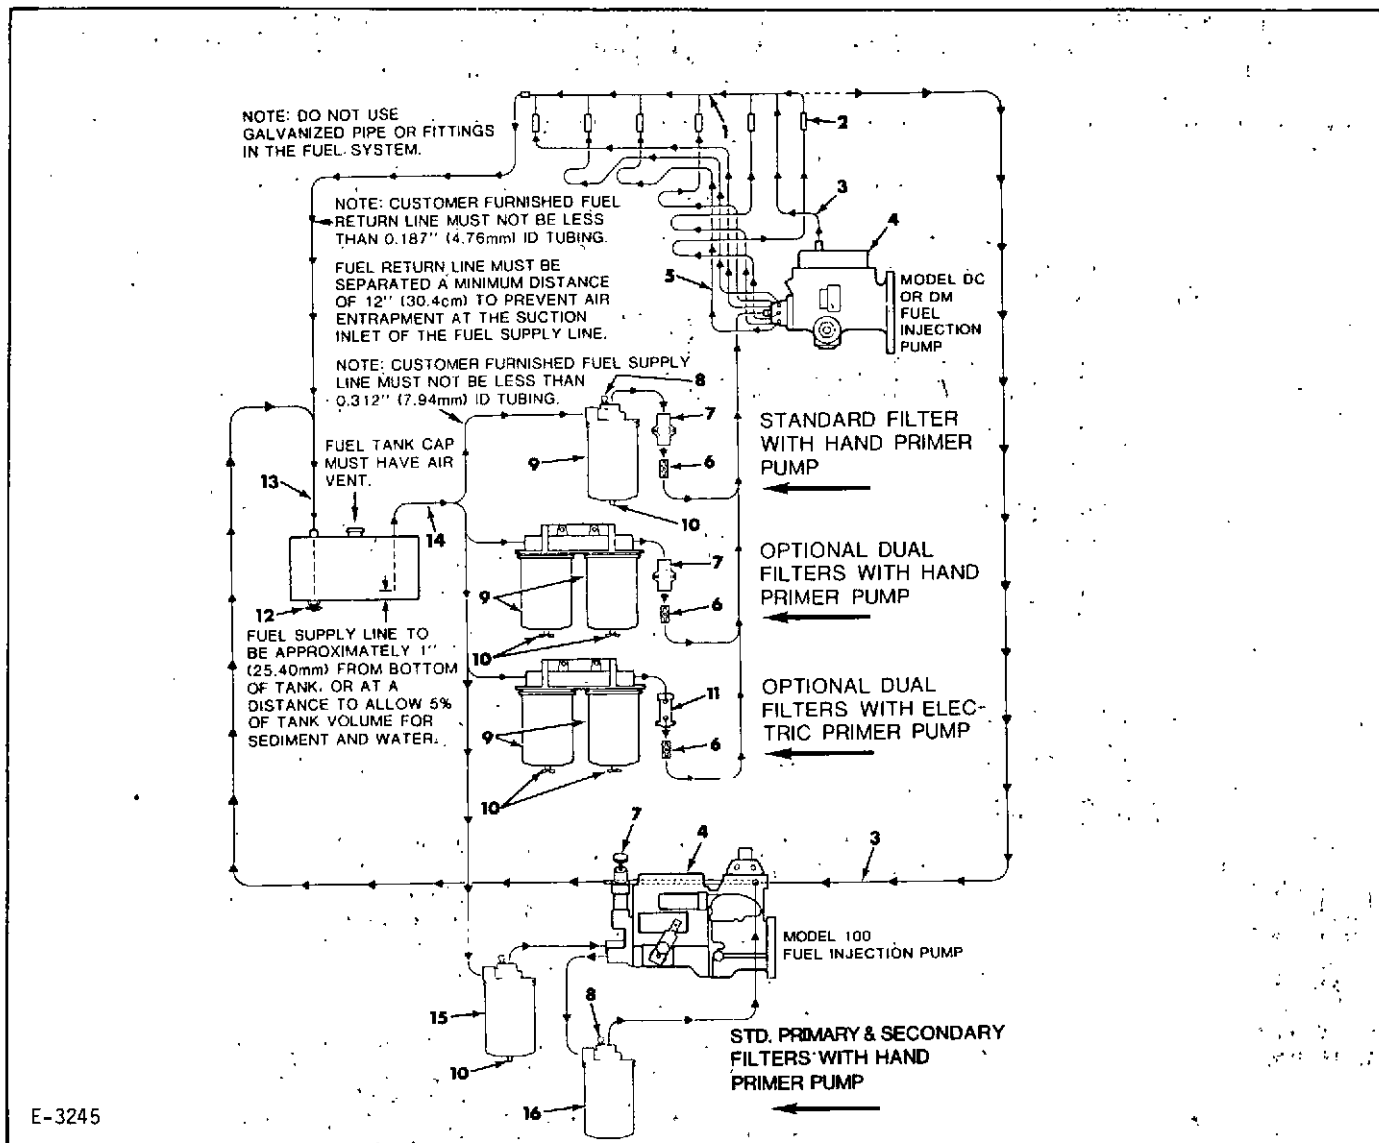 NOTE: DO NOT USE
GALVANIZED PIPE OR FITTINGS
IN THE FUEL SYSTEM.
1
2
3
4
NOTE: CUSTOMER FURNISHED FUEL
RETURN LINE MUST NOT BE LESS
THAN 0.187" (4.76mm) ID TUBING.
FUEL RETURN LINE MUST BE
SEPARATED A MINIMUM DISTANCE
OF 12" (30.4cm) TO PREVENT AIR
ENTRAPMENT AT THE SUCTION
INLET OF THE FUEL SUPPLY LINE.
5
MODEL DC
OR DM
FUEL
INJECTION
PUMP
NOTE: CUSTOMER FURNISHED FUEL SUPPLY
LINE MUST NOT BE LESS THAN
0.312" (7.94mm) ID TUBING.
8
7
9
6
10
STANDARD FILTER
WITH HAND PRIMER
PUMP
FUEL TANK CAP
MUST HAVE AIR
VENT.
13
14
12
FUEL SUPPLY LINE TO
BE APPROXIMATELY 1"
(25.40mm) FROM BOTTOM
OF TANK, OR AT A
DISTANCE TO ALLOW 5%
OF TANK VOLUME FOR
SEDIMENT AND WATER.
7
9
6
10
OPTIONAL DUAL
FILTERS WITH HAND
PRIMER PUMP
11
9
6
10
OPTIONAL DUAL
FILTERS WITH ELEC-
TRIC PRIMER PUMP
7
4
3
MODEL 100
FUEL INJECTION PUMP
15
10
8
16
STD. PRIMARY & SECONDARY
FILTERS WITH HAND
PRIMER PUMP
E-3245